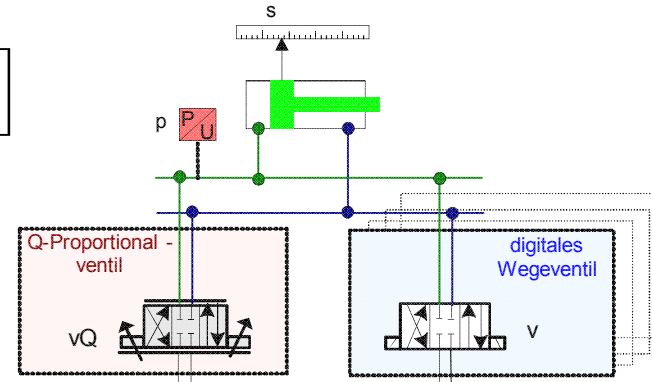 s
p
P
U
Q-Proportional -
ventil
digitales
Wegeventil
vQ
v